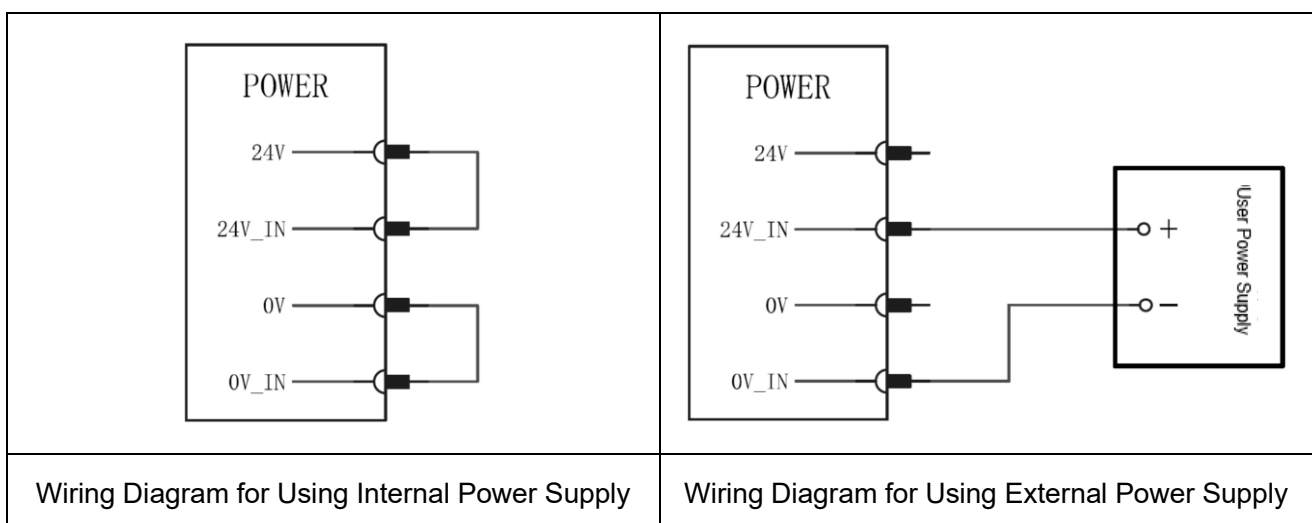 POWER
24V
24V_IN
0V
0V_IN
Wiring Diagram for Using Internal Power Supply
POWER
24V
24V_IN
0V
0V_IN
+
−
User Power Supply
Wiring Diagram for Using External Power Supply